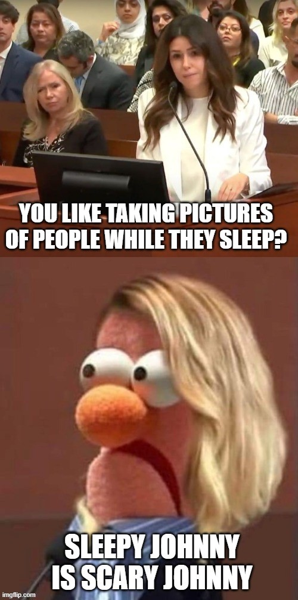 YOU LIKE TAKING PICTURES
OF PEOPLE WHILE THEY SLEEP?
SLEEPY JOHNNY
IS SCARY JOHNNY
imgflip.com